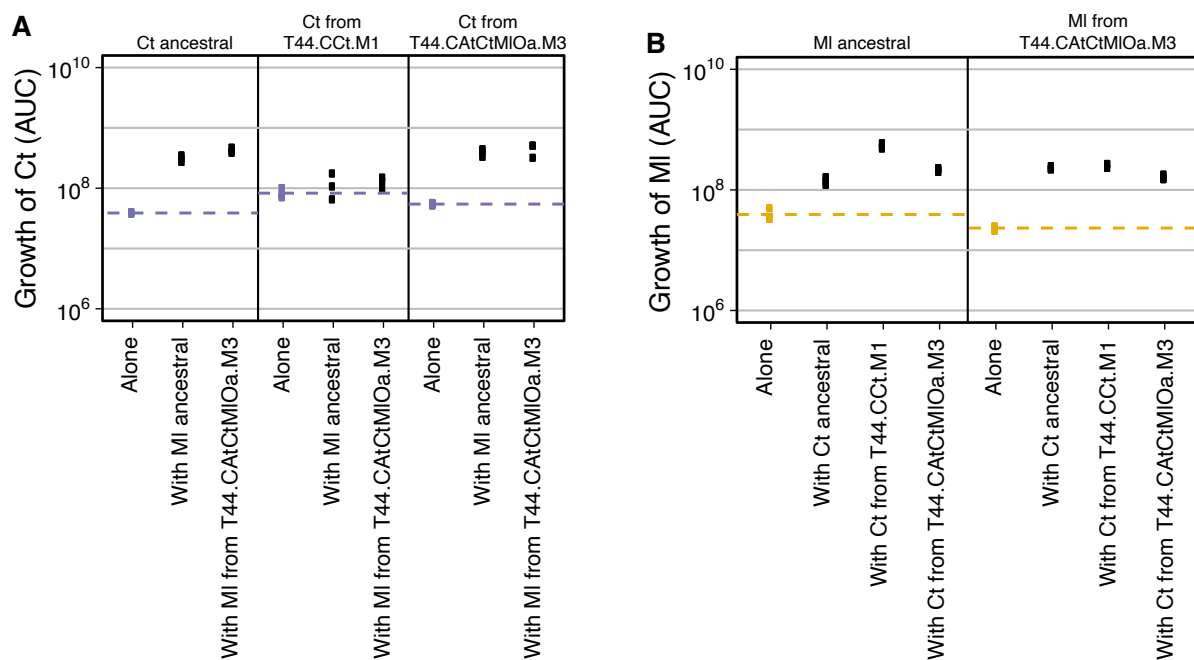 A
Ct ancestral
Ct from
T44.CCt.M1
Ct from
T44.CAtCtMlOa.M3
Growth of Ct (AUC)
10^10
10^8
10^6
Alone
With Ml ancestral
With Ml from T44.CAtCtMlOa.M3
Alone
With Ml ancestral
With Ml from T44.CAtCtMlOa.M3
Alone
With Ml ancestral
With Ml from T44.CAtCtMlOa.M3
B
Ml ancestral
Ml from
T44.CAtCtMlOa.M3
Growth of Ml (AUC)
10^10
10^8
10^6
Alone
With Ct ancestral
With Ct from T44.CCt.M1
With Ct from T44.CAtCtMlOa.M3
Alone
With Ct ancestral
With Ct from T44.CCt.M1
With Ct from T44.CAtCtMlOa.M3